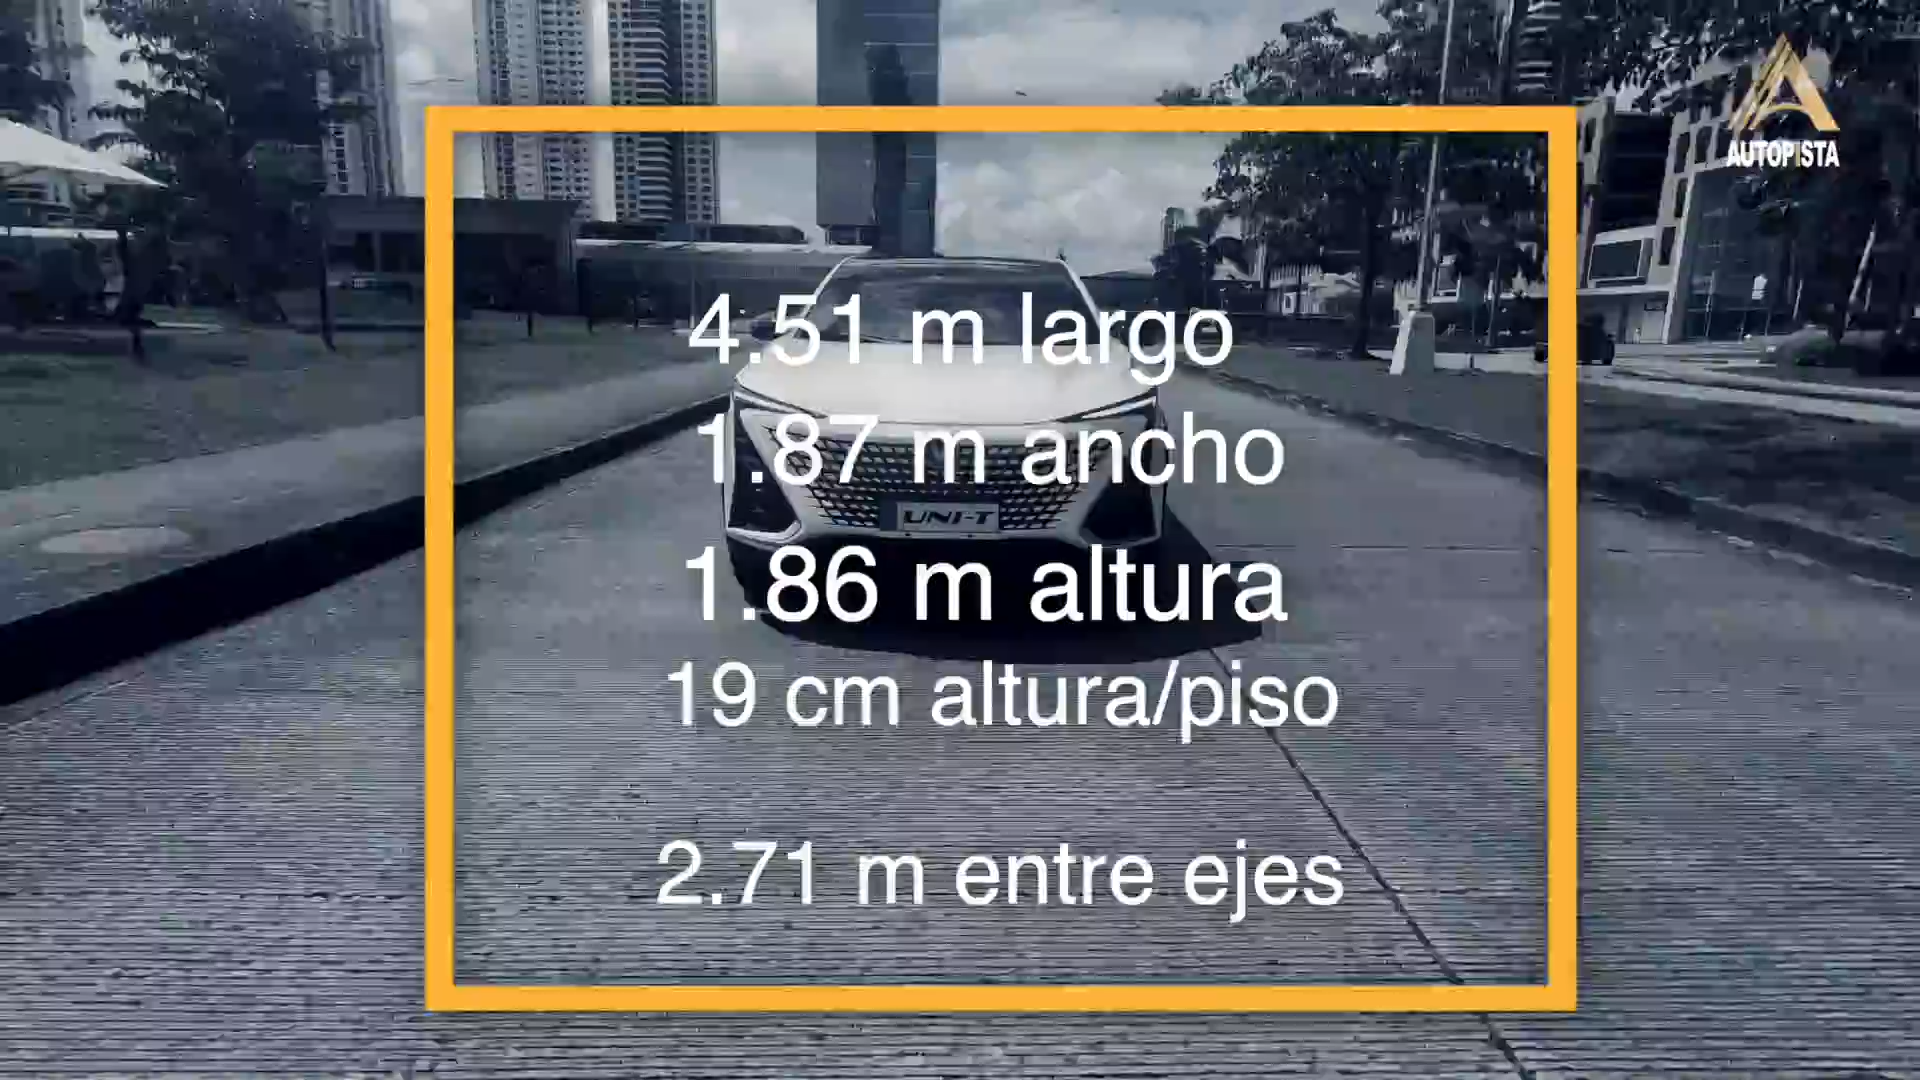 AUTOPISTA
4.51 m largo
1.87 m ancho
UNI-T
1.86 m altura
19 cm altura/piso
2.71 m entre ejes